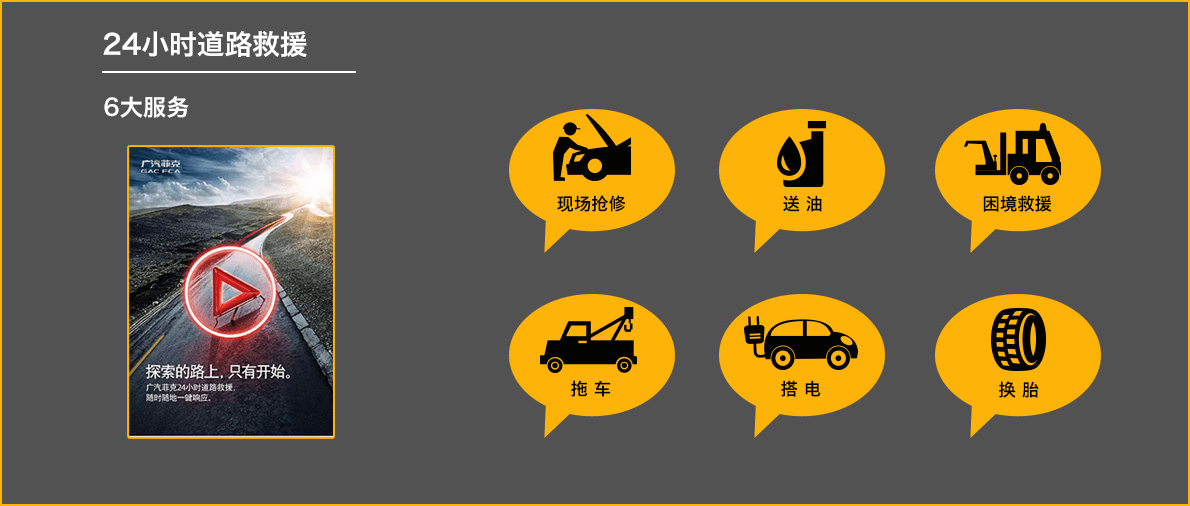 24小时道路救援
6大服务
广汽菲克
GAC FCA
探索的路上，只有开始。
广汽菲克24小时道路救援，
随时随地一键响应。
现场抢修
送油
困境救援
拖车
搭电
换胎